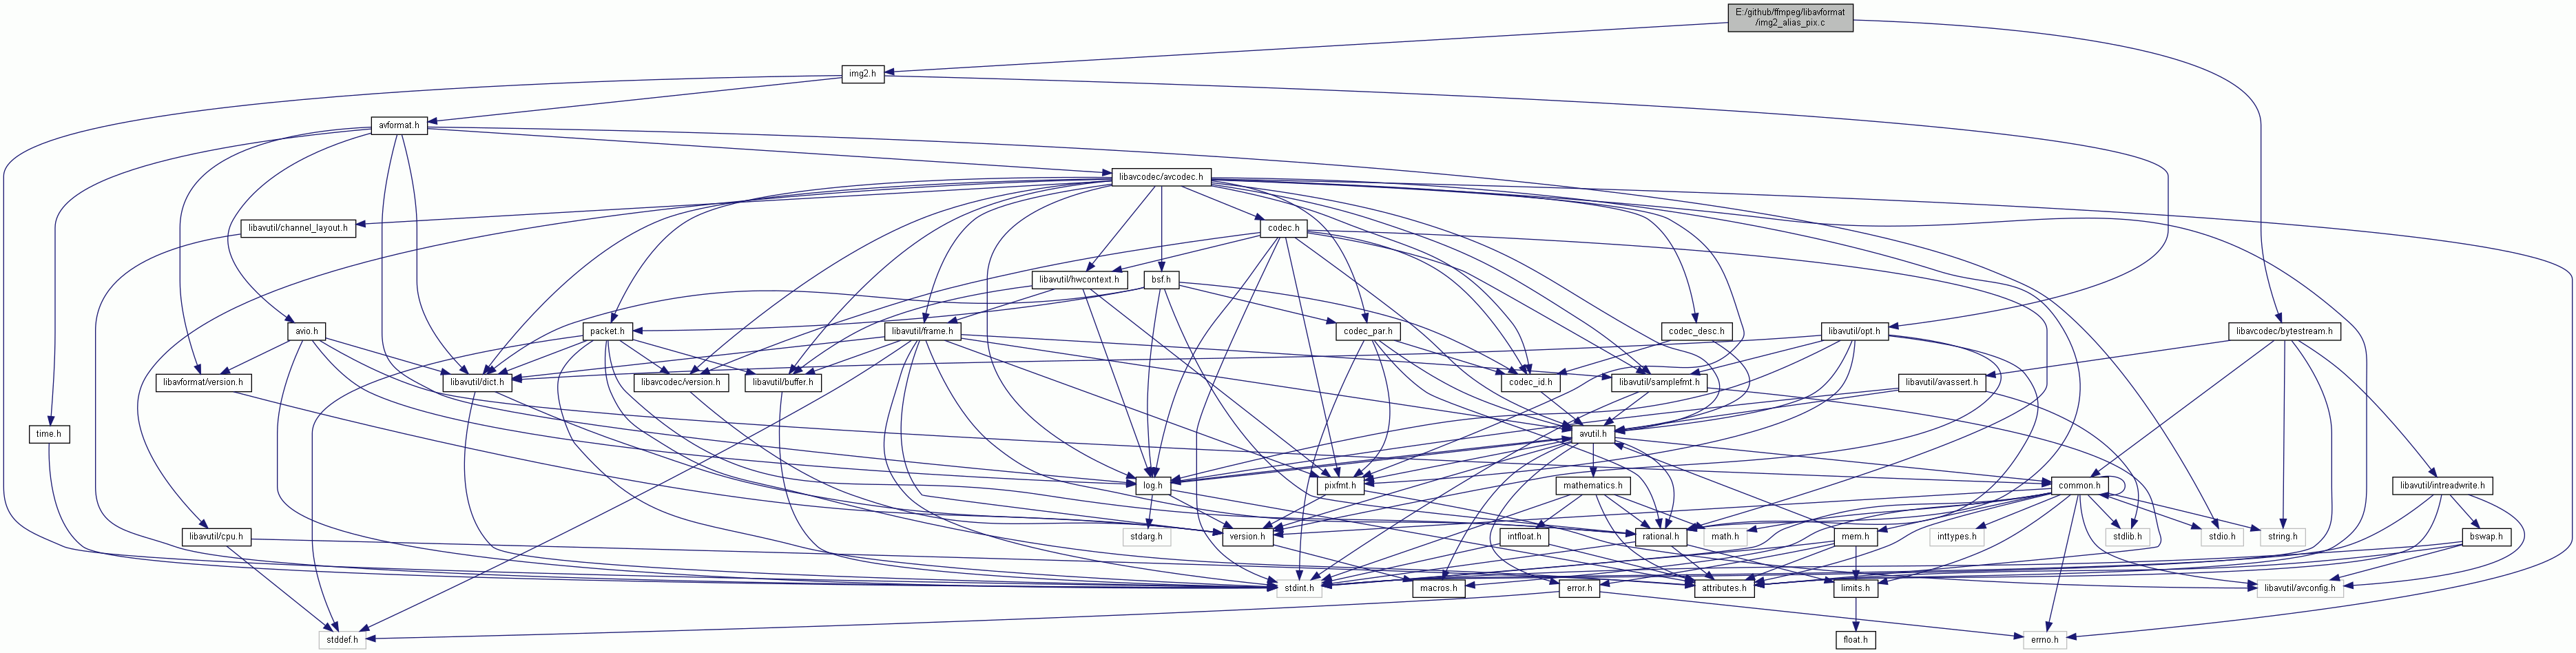 E:/github/ffmpeg/libavformat
/img2_alias_pix.c
img2.h
avformat.h
libavcodec/avcodec.h
libavutil/channel_layout.h
codec.h
libavutil/hwcontext.h
bsf.h
avio.h
packet.h
libavutil/frame.h
codec_par.h
codec_desc.h
libavutil/opt.h
libavcodec/bytestream.h
libavformat/version.h
libavutil/dict.h
libavcodec/version.h
libavutil/buffer.h
codec_id.h
libavutil/samplefmt.h
libavutil/avassert.h
time.h
avutil.h
log.h
pixfmt.h
mathematics.h
common.h
libavutil/intreadwrite.h
libavutil/cpu.h
stdarg.h
version.h
intfloat.h
rational.h
math.h
mem.h
inttypes.h
stdlib.h
stdio.h
string.h
bswap.h
stdint.h
macros.h
error.h
attributes.h
limits.h
libavutil/avconfig.h
stddef.h
float.h
errno.h